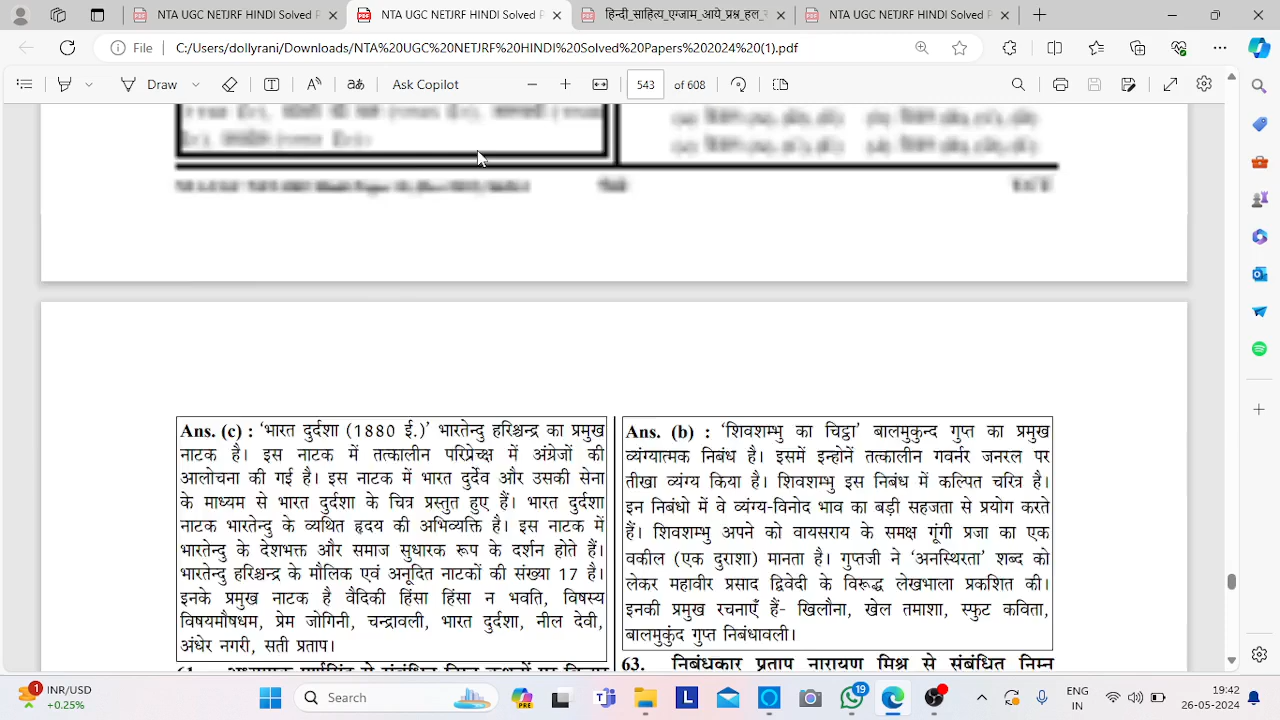 NTA UGC NETJRF HINDI Solved P
NTA UGC NETJRF HINDI Solved P
हिन्दी_साहित्य_एग्जाम_आये_प्रश्न_हल_
NTA UGC NETJRF HINDI Solved P
File
C:/Users/dollyrani/Downloads/NTA%20UGC%20NETJRF%20HINDI%20Solved%20Papers%202024%20(1).pdf
Draw
Ask Copilot
543 of 608
Ans. (c) : ‘भारत दुर्दशा (1880 ई.)’ भारतेन्दु हरिश्चन्द्र का प्रमुख
नाटक है। इस नाटक में तत्कालीन परिप्रेच्क्ष में अंग्रेजों की
आलोचना की गई है। इस नाटक में भारत दुर्देव और उसकी सेना
के माध्यम से भारत दुर्दशा के चित्र प्रस्तुत हुए हैं। भारत दुर्दशा
नाटक भारतेन्दु के व्यथित हृदय की अभिव्यक्ति है। इस नाटक में
भारतेन्दु के देशभक्त और समाज सुधारक रूप के दर्शन होते हैं।
भारतेन्दु हरिश्चन्द्र के मौलिक एवं अनूदित नाटकों की संख्या 17 है।
इनके प्रमुख नाटक है वैदिकी हिंसा हिंसा न भवति, विषस्य
विषयमौषधम, प्रेम जोगिनी, चन्द्रावली, भारत दुर्दशा, नील देवी,
अंधेर नगरी, सती प्रताप।
61.
Ans. (b) : ‘शिवशम्भु का चिट्ठा’ बालमुकुन्द गुप्त का प्रमुख
व्यंग्यात्मक निबंध है। इसमें इन्होनें तत्कालीन गवर्नर जनरल पर
तीखा व्यंग्य किया है। शिवशम्भु इस निबंध में कल्पित चरित्र है।
इन निबंधो में वे व्यंग्य-विनोद भाव का बड़ी सहजता से प्रयोग करते
हैं। शिवशम्भु अपने को वायसराय के समक्ष गूंगी प्रजा का एक
वकील (एक दुराशा) मानता है। गुप्तजी ने ‘अनस्थिरता’ शब्द को
लेकर महावीर प्रसाद द्विवेदी के विरूद्ध लेखभाला प्रकशित की।
इनकी प्रमुख रचनाएँ हैं- खिलौना, खेल तमाशा, स्फुट कविता,
बालमुकुंद गुप्त निबंधावली।
63. निबंधकार प्रताप नारायण मिश्र से संबंधित निम्न
1
INR/USD
+0.25%
Search
PRE
19
ENG
IN
19:42
26-05-2024